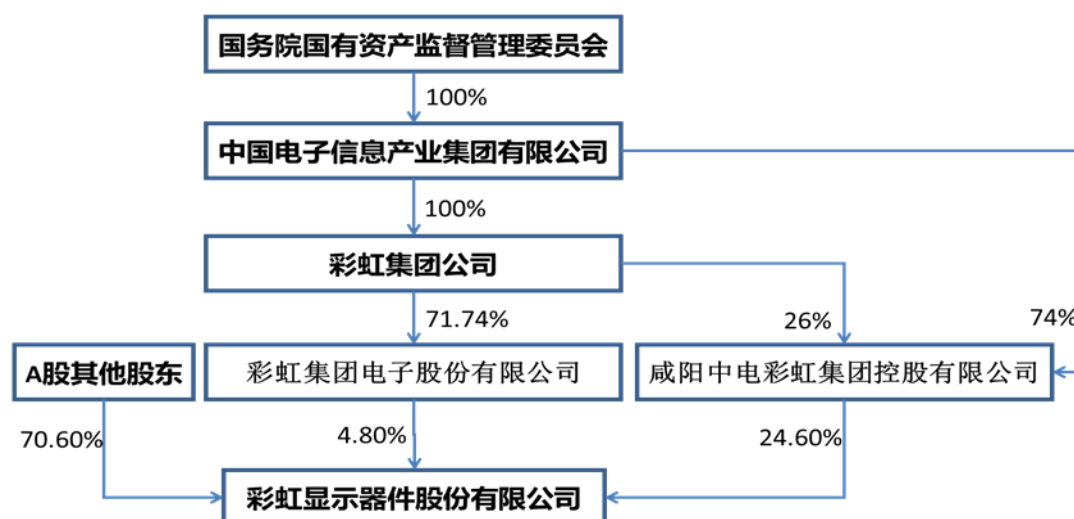 国务院国有资产监督管理委员会
100%
中国电子信息产业集团有限公司
100%
彩虹集团公司
71.74%
26%
74%
A股其他股东
彩虹集团电子股份有限公司
咸阳中电彩虹集团控股有限公司
70.60%
4.80%
24.60%
彩虹显示器件股份有限公司